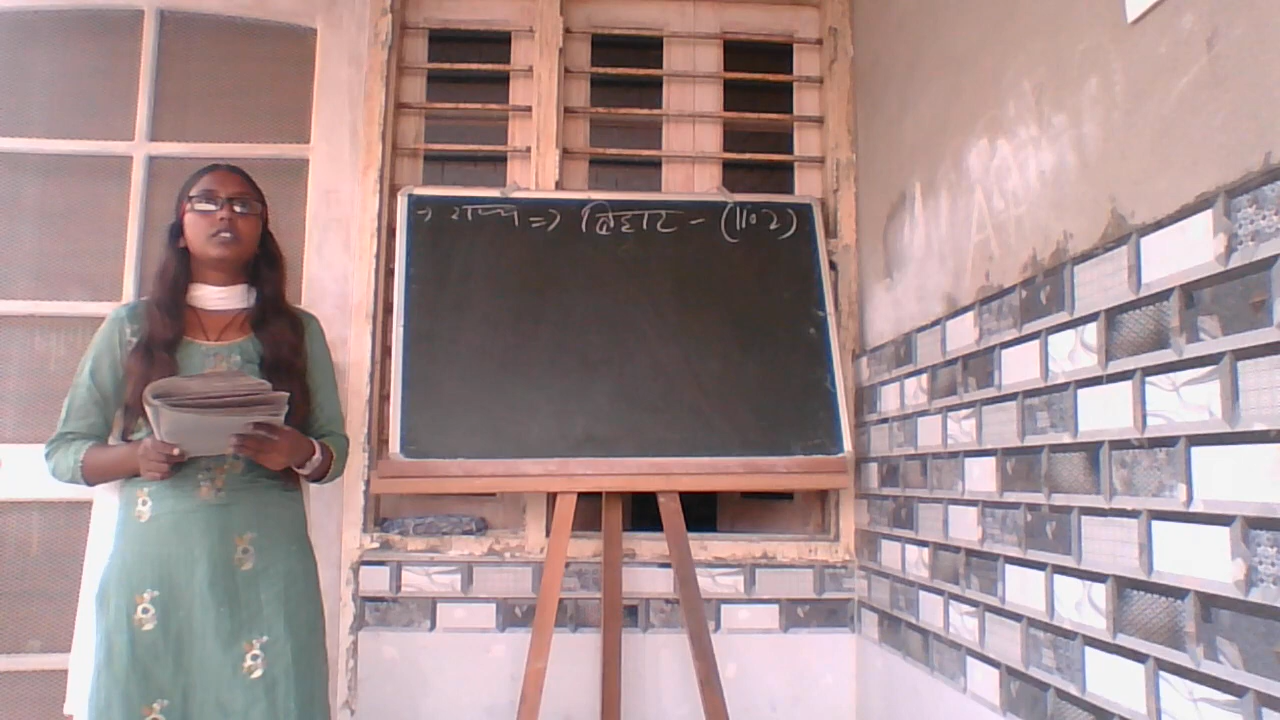 → राज्य ⇒ बिहार - (1102)